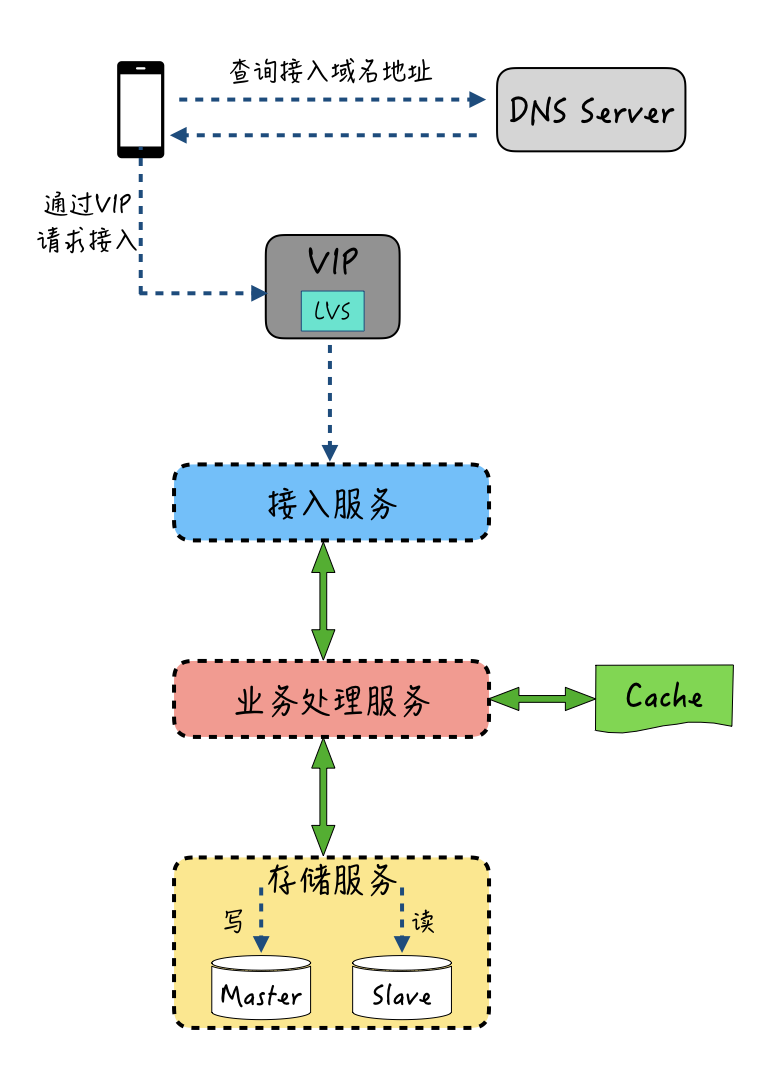 查询接入域名地址
DNS Server
通过VIP
请求接入
VIP
LVS
接入服务
业务处理服务
Cache
存储服务
写
读
Master
Slave